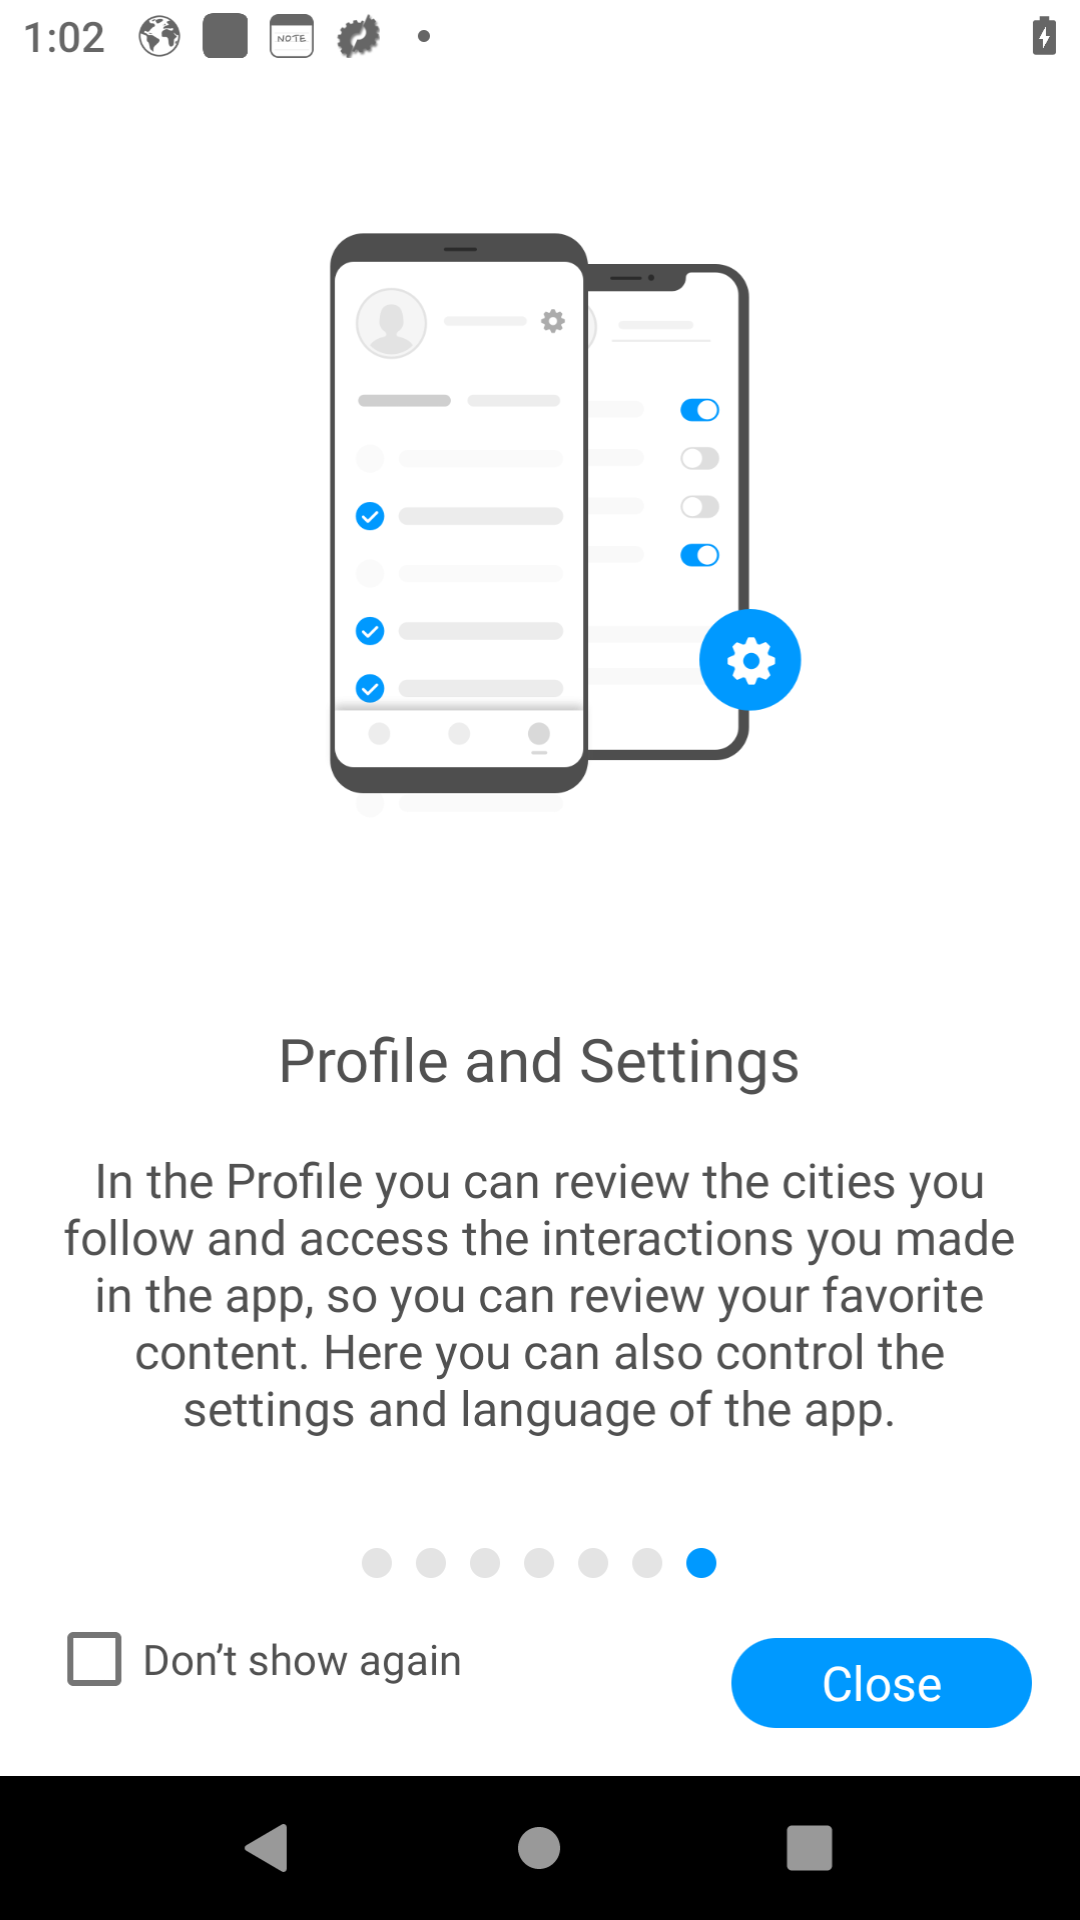 1:02
NOTE
Profile and Settings
In the Profile you can review the cities you
follow and access the interactions you made
in the app, so you can review your favorite
content. Here you can also control the
settings and language of the app.
Don’t show again
Close